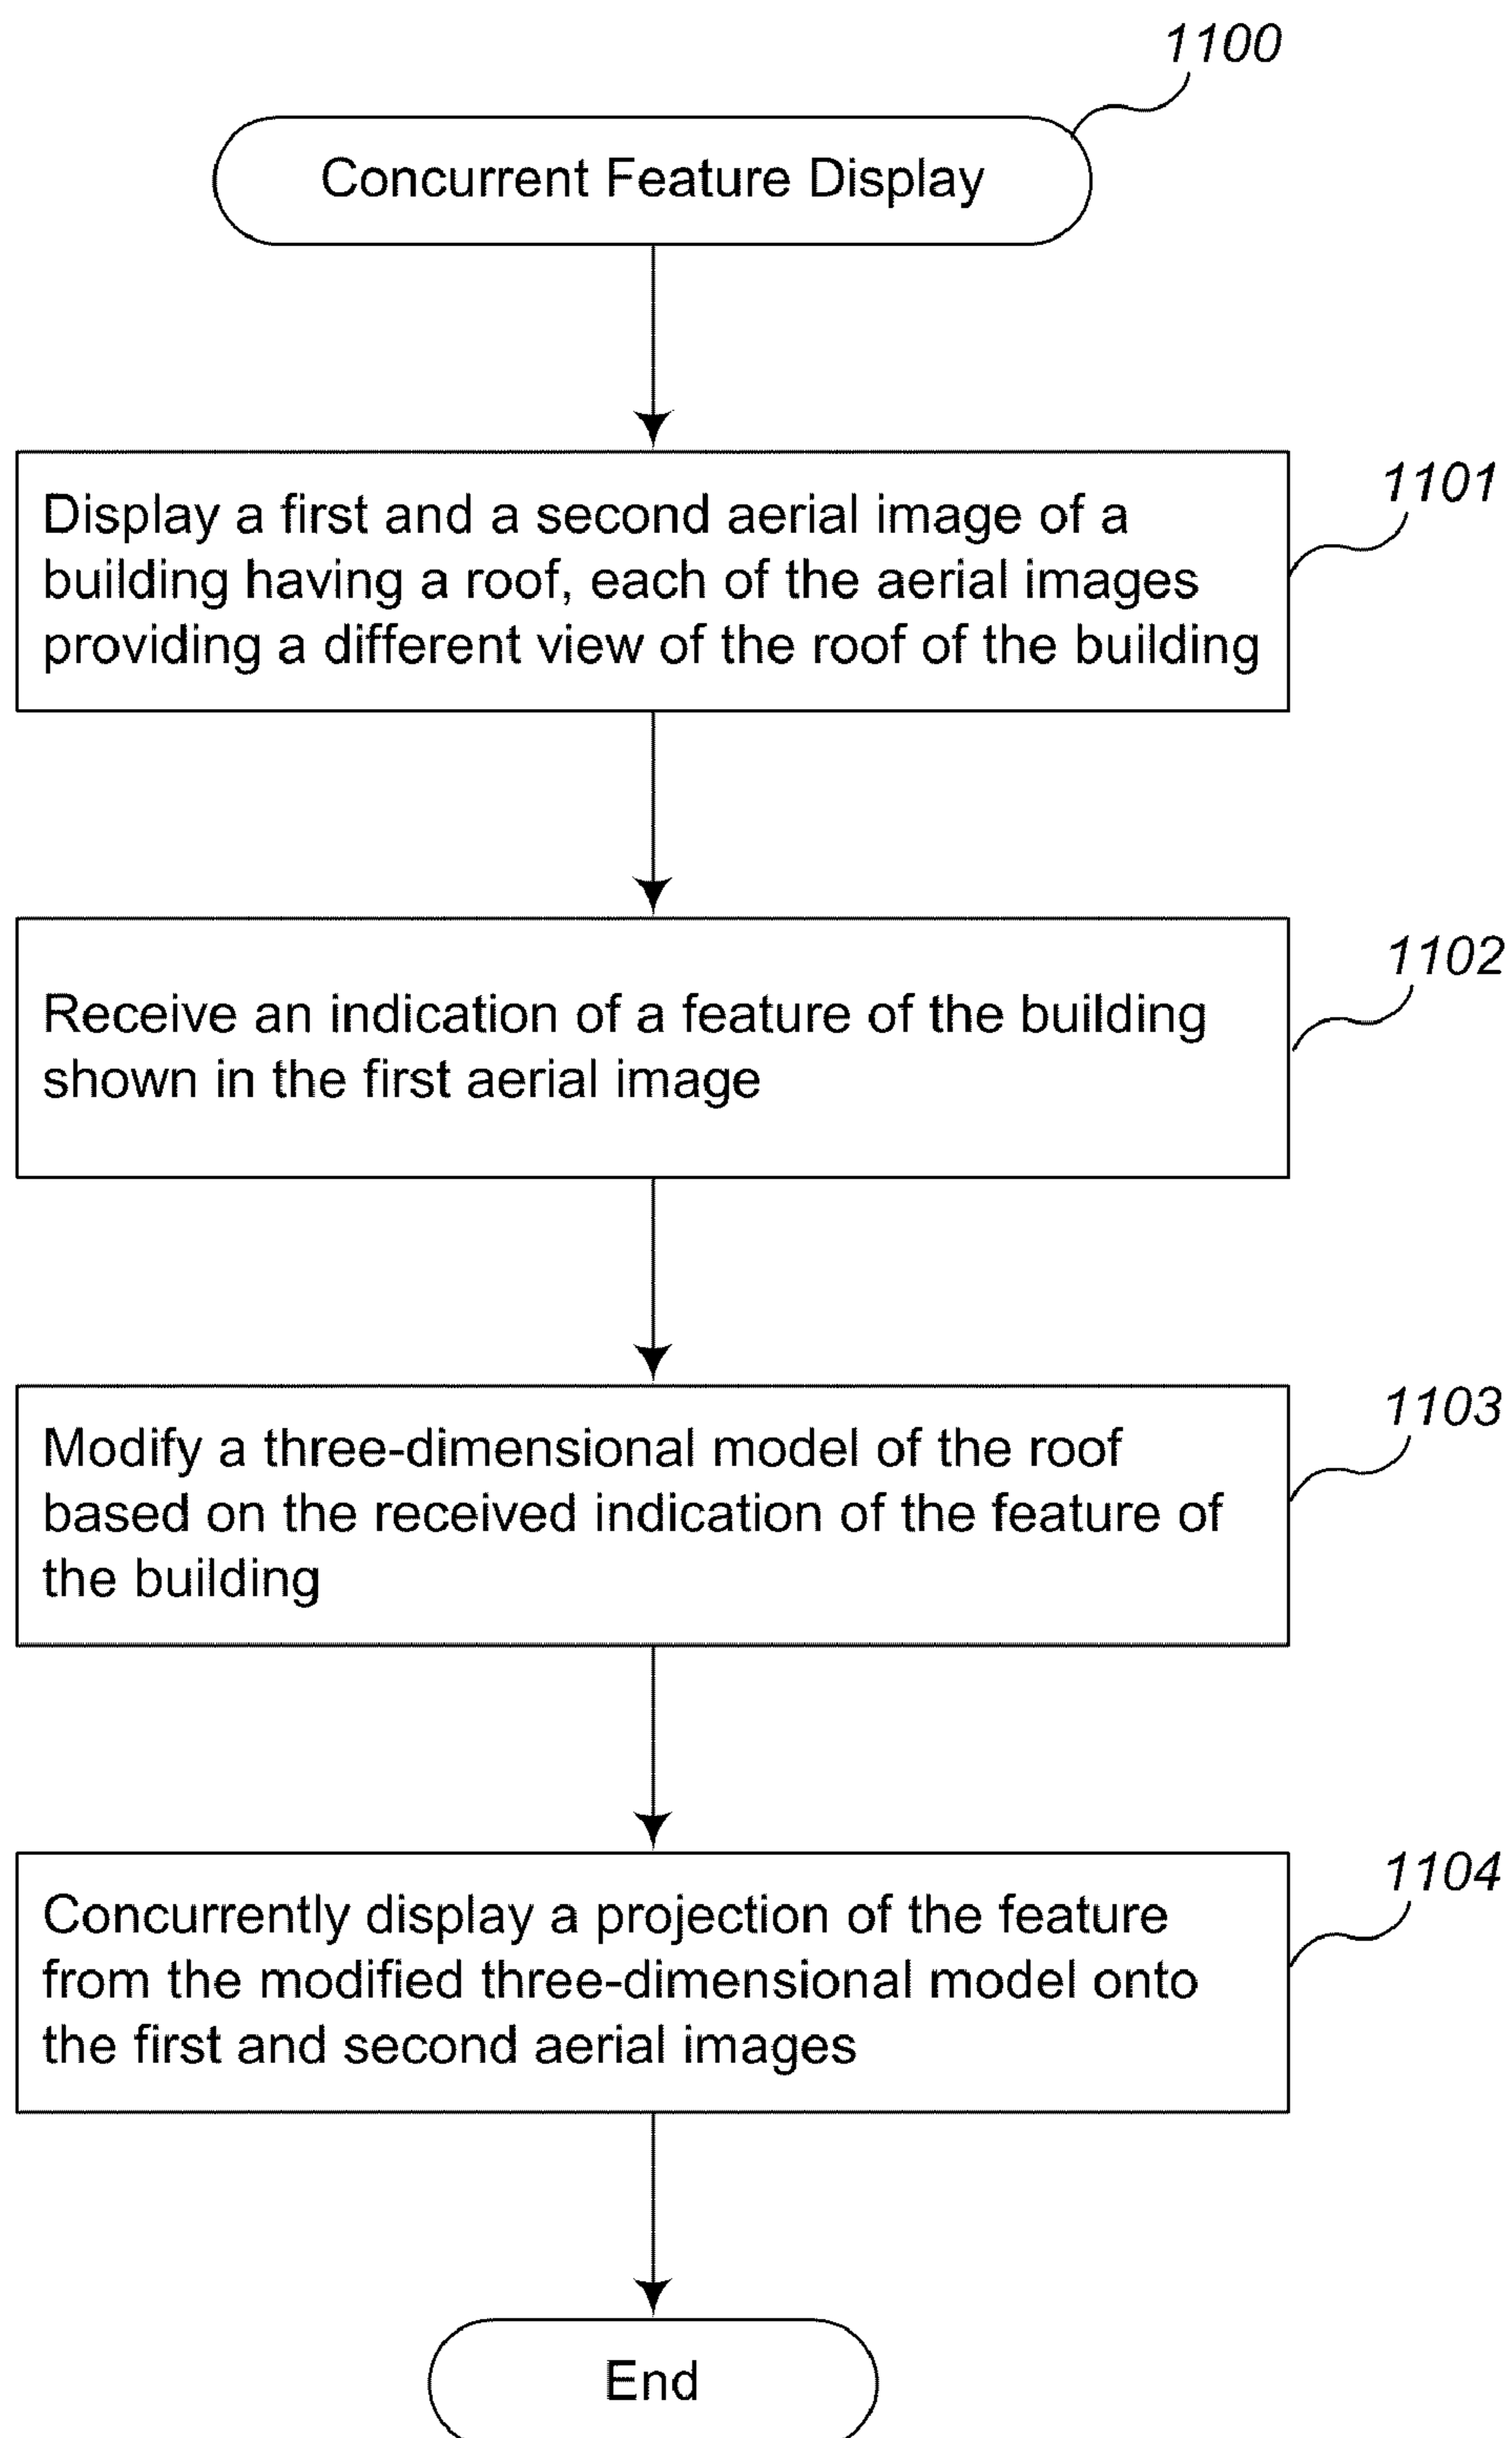 1100
Concurrent Feature Display
1101
Display a first and a second aerial image of a
building having a roof, each of the aerial images
providing a different view of the roof of the building
1102
Receive an indication of a feature of the building
shown in the first aerial image
1103
Modify a three-dimensional model of the roof
based on the received indication of the feature of
the building
1104
Concurrently display a projection of the feature
from the modified three-dimensional model onto
the first and second aerial images
End